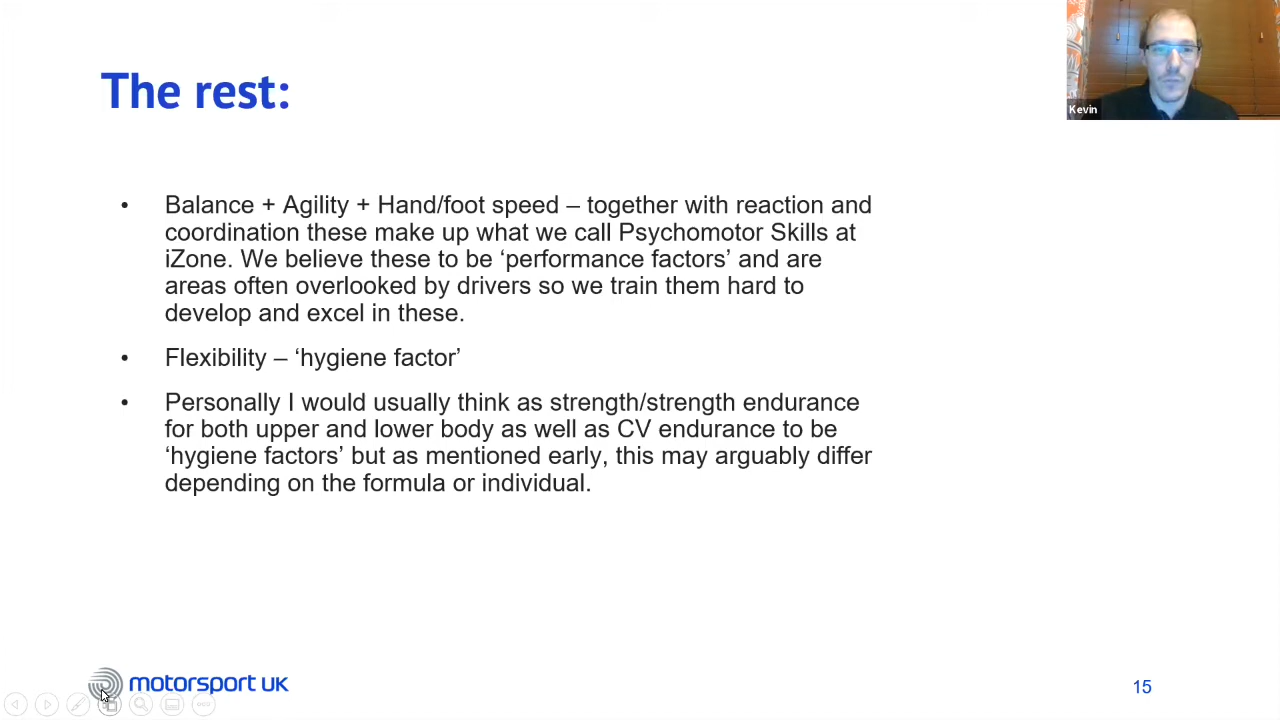 The rest:
Kevin
• Balance + Agility + Hand/foot speed – together with reaction and
coordination these make up what we call Psychomotor Skills at
iZone. We believe these to be ‘performance factors’ and are
areas often overlooked by drivers so we train them hard to
develop and excel in these.
• Flexibility – ‘hygiene factor’
• Personally I would usually think as strength/strength endurance
for both upper and lower body as well as CV endurance to be
‘hygiene factors’ but as mentioned early, this may arguably differ
depending on the formula or individual.
motorsport UK
15